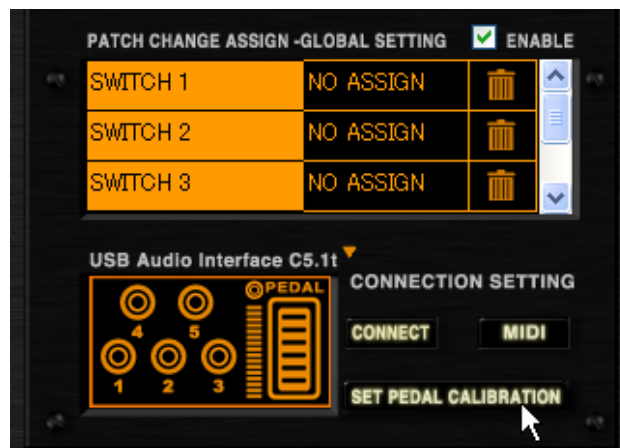 PATCH CHANGE ASSIGN -GLOBAL SETTING ENABLE
SWITCH 1 NO ASSIGN
SWITCH 2 NO ASSIGN
SWITCH 3 NO ASSIGN
USB Audio Interface C5.1t
PEDAL
4 5
1 2 3
CONNECTION SETTING
CONNECT MIDI
SET PEDAL CALIBRATION